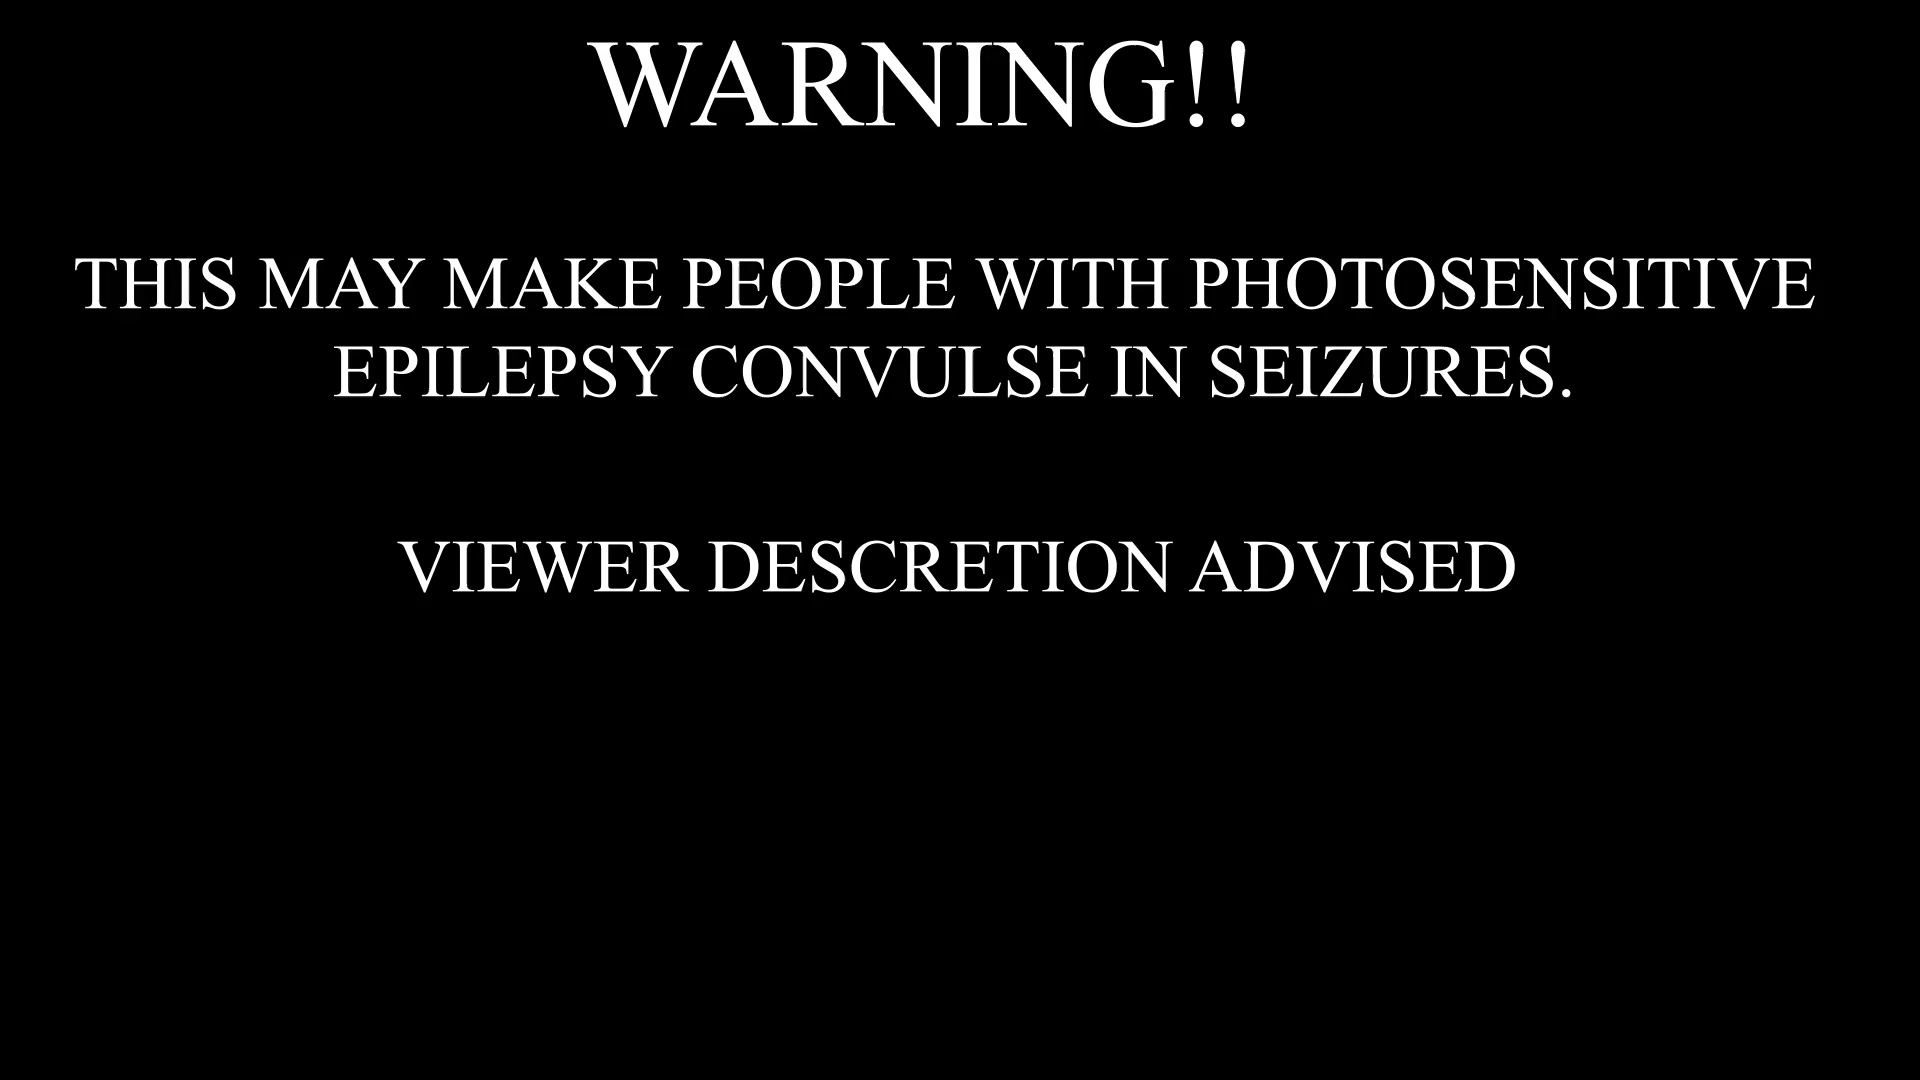 WARNING!!
THIS MAY MAKE PEOPLE WITH PHOTOSENSITIVE
EPILEPSY CONVULSE IN SEIZURES.
VIEWER DESCRETION ADVISED